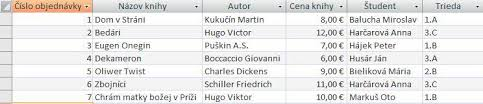 Číslo objednávky Názov knihy Autor Cena knihy Študent Trieda
1 Dom v Stráni Kukučín Martin 8,00 € Balucha Miroslav 1.A
2 Bedári Hugo Victor 12,00 € Harčarová Anna 3.C
3 Eugen Onegin Puškin A.S. 7,00 € Hájek Peter 1.B
4 Dekameron Boccaccio Giovanni 6,00 € Husár Ján 3.A
5 Oliwer Twist Charles Dickens 9,00 € Bieliková Mária 2.B
6 Zbojníci Schiller Friedrich 11,00 € Harčarová Anna 3.C
7 Chrám matky božej v Príži Hugo Viktor 10,00 € Markuš Oto 1.B